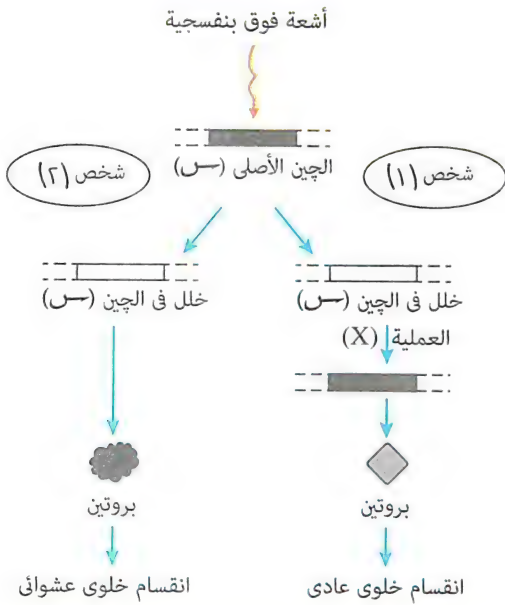 أشعة فوق بنفسجية
الچين الأصلى (س)
شخص (١)
شخص (٢)
خلل فى الچين (س)
خلل فى الچين (س)
العملية (X)
بروتين
بروتين
انقسام خلوى عادى
انقسام خلوى عشوائى